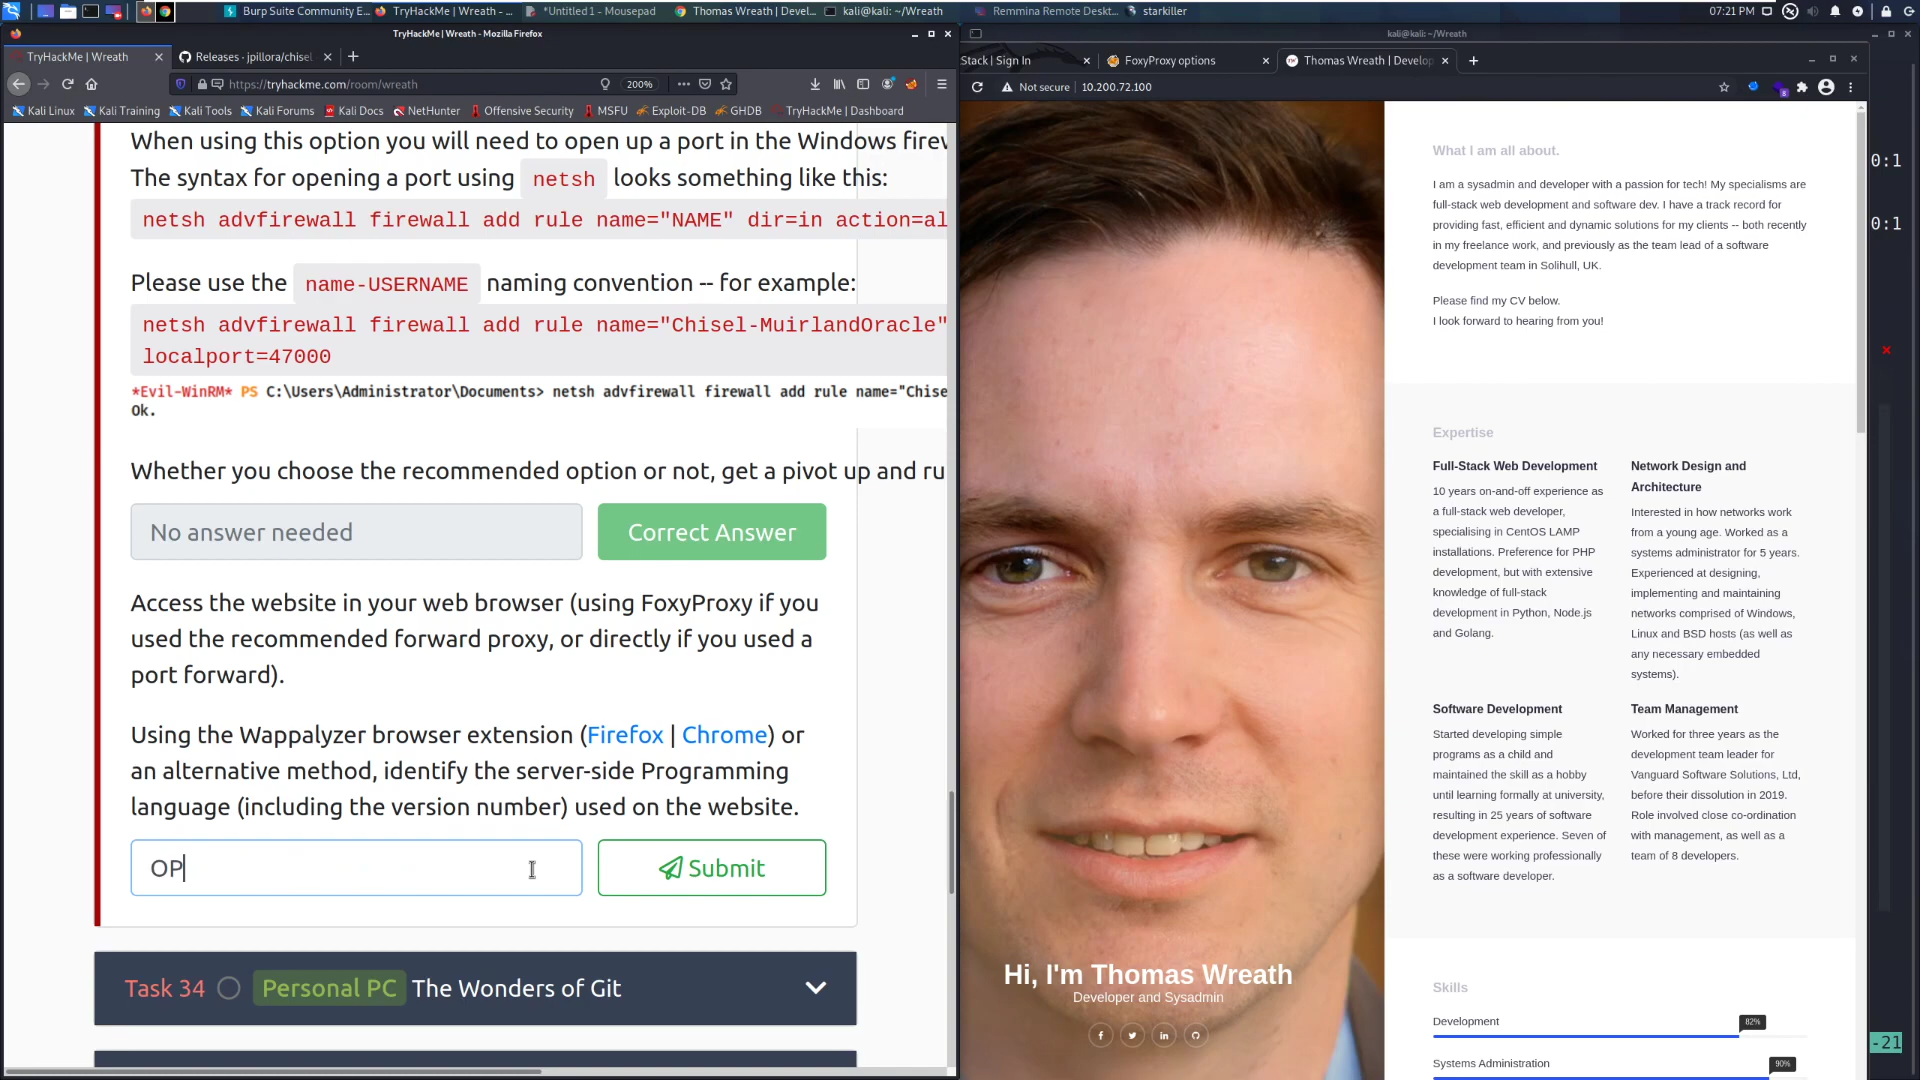 Burp Suite Community E...
TryHackMe | Wreath - ...
*Untitled 1 - Mousepad
Thomas Wreath | Devel...
kali@kali: ~/Wreath
Remmina Remote Deskt...
starkiller
07:21 PM
TryHackMe | Wreath - Mozilla Firefox
TryHackMe | Wreath
Releases · jpillora/chisel
https://tryhackme.com/room/wreath
200%
Kali Linux
Kali Training
Kali Tools
Kali Forums
Kali Docs
NetHunter
Offensive Security
MSFU
Exploit-DB
GHDB
TryHackMe | Dashboard
When using this option you will need to open up a port in the Windows firew
The syntax for opening a port using netsh looks something like this:
netsh advfirewall firewall add rule name="NAME" dir=in action=al
Please use the name-USERNAME naming convention -- for example:
netsh advfirewall firewall add rule name="Chisel-MuirlandOracle"
localport=47000
*Evil-WinRM* PS C:\Users\Administrator\Documents> netsh advfirewall firewall add rule name="Chise
Ok.
Whether you choose the recommended option or not, get a pivot up and ru
No answer needed
Correct Answer
Access the website in your web browser (using FoxyProxy if you
used the recommended forward proxy, or directly if you used a
port forward).
Using the Wappalyzer browser extension (Firefox | Chrome) or
an alternative method, identify the server-side Programming
language (including the version number) used on the website.
OP
Submit
Task 34 Personal PC The Wonders of Git
kali@kali: ~/Wreath
Stack | Sign In
FoxyProxy options
Thomas Wreath | Develop
Not secure | 10.200.72.100
Hi, I'm Thomas Wreath
Developer and Sysadmin
What I am all about.
I am a sysadmin and developer with a passion for tech! My specialisms are
full-stack web development and software dev. I have a track record for
providing fast, efficient and dynamic solutions for my clients -- both recently
in my freelance work, and previously as the team lead of a software
development team in Solihull, UK.
Please find my CV below.
I look forward to hearing from you!
Expertise
Full-Stack Web Development
10 years on-and-off experience as
a full-stack web developer,
specialising in CentOS LAMP
installations. Preference for PHP
development, but with extensive
knowledge of full-stack
development in Python, Node.js
and Golang.
Network Design and
Architecture
Interested in how networks work
from a young age. Worked as a
systems administrator for 5 years.
Experienced at designing,
implementing and maintaining
networks comprised of Windows,
Linux and BSD hosts (as well as
any necessary embedded
systems).
Software Development
Started developing simple
programs as a child and
maintained the skill as a hobby
until learning formally at university,
resulting in 25 years of software
development experience. Seven of
these were working professionally
as a software developer.
Team Management
Worked for three years as the
development team leader for
Vanguard Software Solutions, Ltd,
before their dissolution in 2019.
Role involved close co-ordination
with management, as well as a
team of 8 developers.
Skills
Development
82%
Systems Administration
90%
0:1
0:1
-21